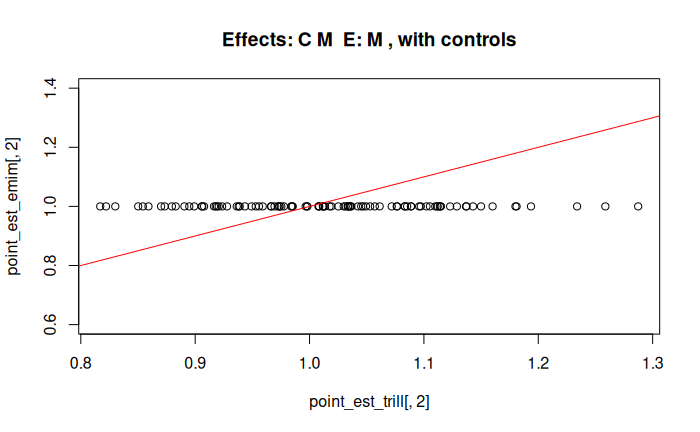 Effects: C M  E: M , with controls
point_est_emim[, 2]
1.4
1.2
1.0
0.8
0.6
0.8 0.9 1.0 1.1 1.2 1.3
point_est_trill[, 2]